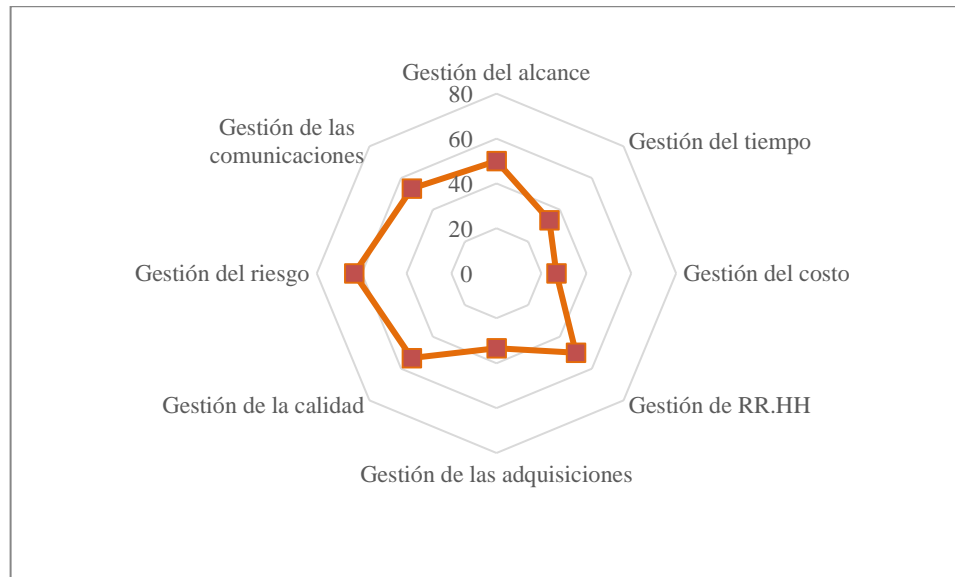 Gestión del alcance
80
Gestión de las
comunicaciones
60
Gestión del tiempo
40
20
Gestión del riesgo
0
Gestión del costo
Gestión de la calidad
Gestión de RR.HH
Gestión de las adquisiciones